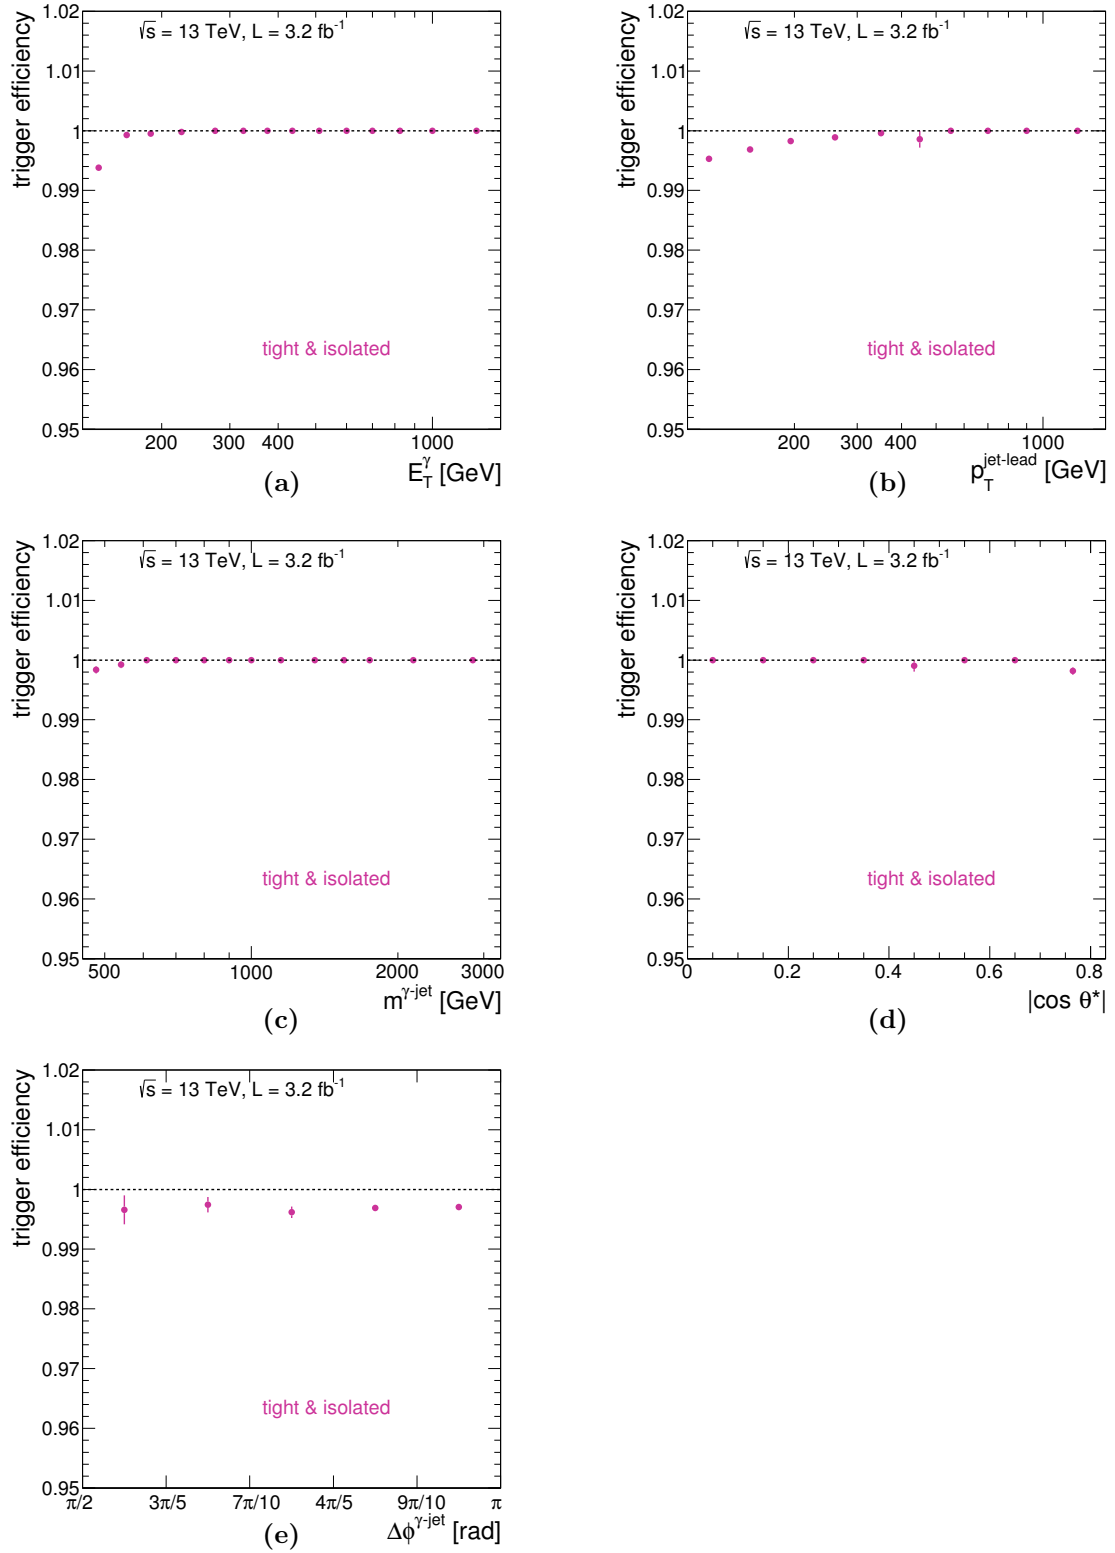 trigger efficiency
√s = 13 TeV, L = 3.2 fb⁻¹
1.02
1.01
1
0.99
0.98
0.97
0.96
0.95
tight & isolated
200 300 400 1000
E_T^γ [GeV]
(a)
trigger efficiency
√s = 13 TeV, L = 3.2 fb⁻¹
1.02
1.01
1
0.99
0.98
0.97
0.96
0.95
tight & isolated
200 300 400 1000
p_T^jet-lead [GeV]
(b)
trigger efficiency
√s = 13 TeV, L = 3.2 fb⁻¹
1.02
1.01
1
0.99
0.98
0.97
0.96
0.95
tight & isolated
500 1000 2000 3000
m^γ-jet [GeV]
(c)
trigger efficiency
√s = 13 TeV, L = 3.2 fb⁻¹
1.02
1.01
1
0.99
0.98
0.97
0.96
0.95
tight & isolated
0 0.2 0.4 0.6 0.8
|cos θ*|
(d)
trigger efficiency
√s = 13 TeV, L = 3.2 fb⁻¹
1.02
1.01
1
0.99
0.98
0.97
0.96
0.95
tight & isolated
π/2 3π/5 7π/10 4π/5 9π/10 π
Δϕ^γ-jet [rad]
(e)